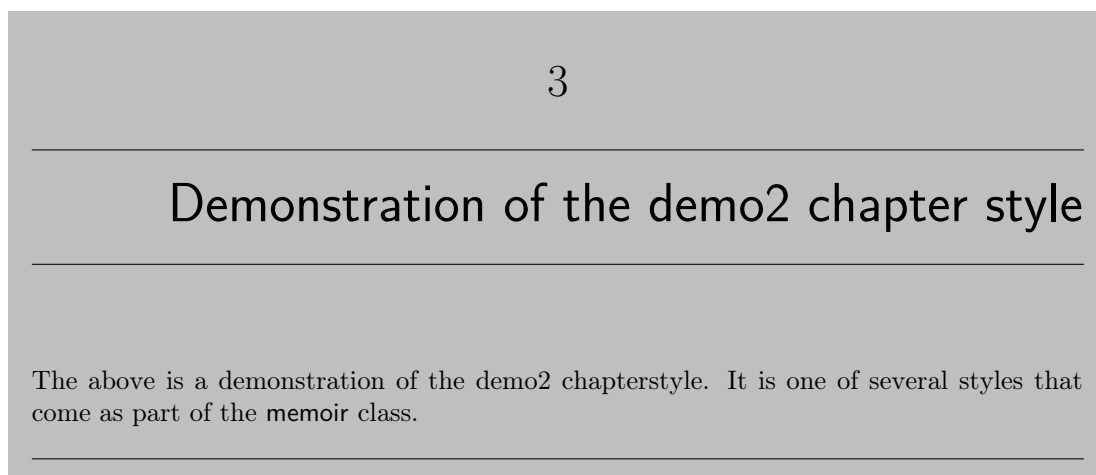 3
Demonstration of the demo2 chapter style
The above is a demonstration of the demo2 chapterstyle. It is one of several styles that
come as part of the memoir class.